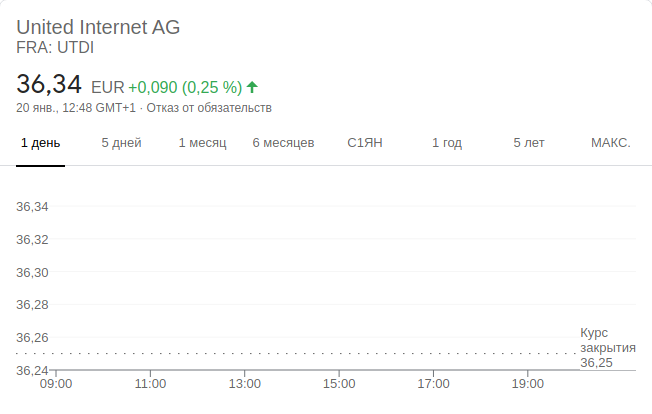 United Internet AG
FRA: UTDI
36,34 EUR +0,090 (0,25 %)
20 янв., 12:48 GMT+1 · Отказ от обязательств
1 день 5 дней 1 месяц 6 месяцев С1ЯН 1 год 5 лет МАКС.
36,34
36,32
36,30
36,28
36,26
36,24
Курс
закрытия
36,25
09:00 11:00 13:00 15:00 17:00 19:00